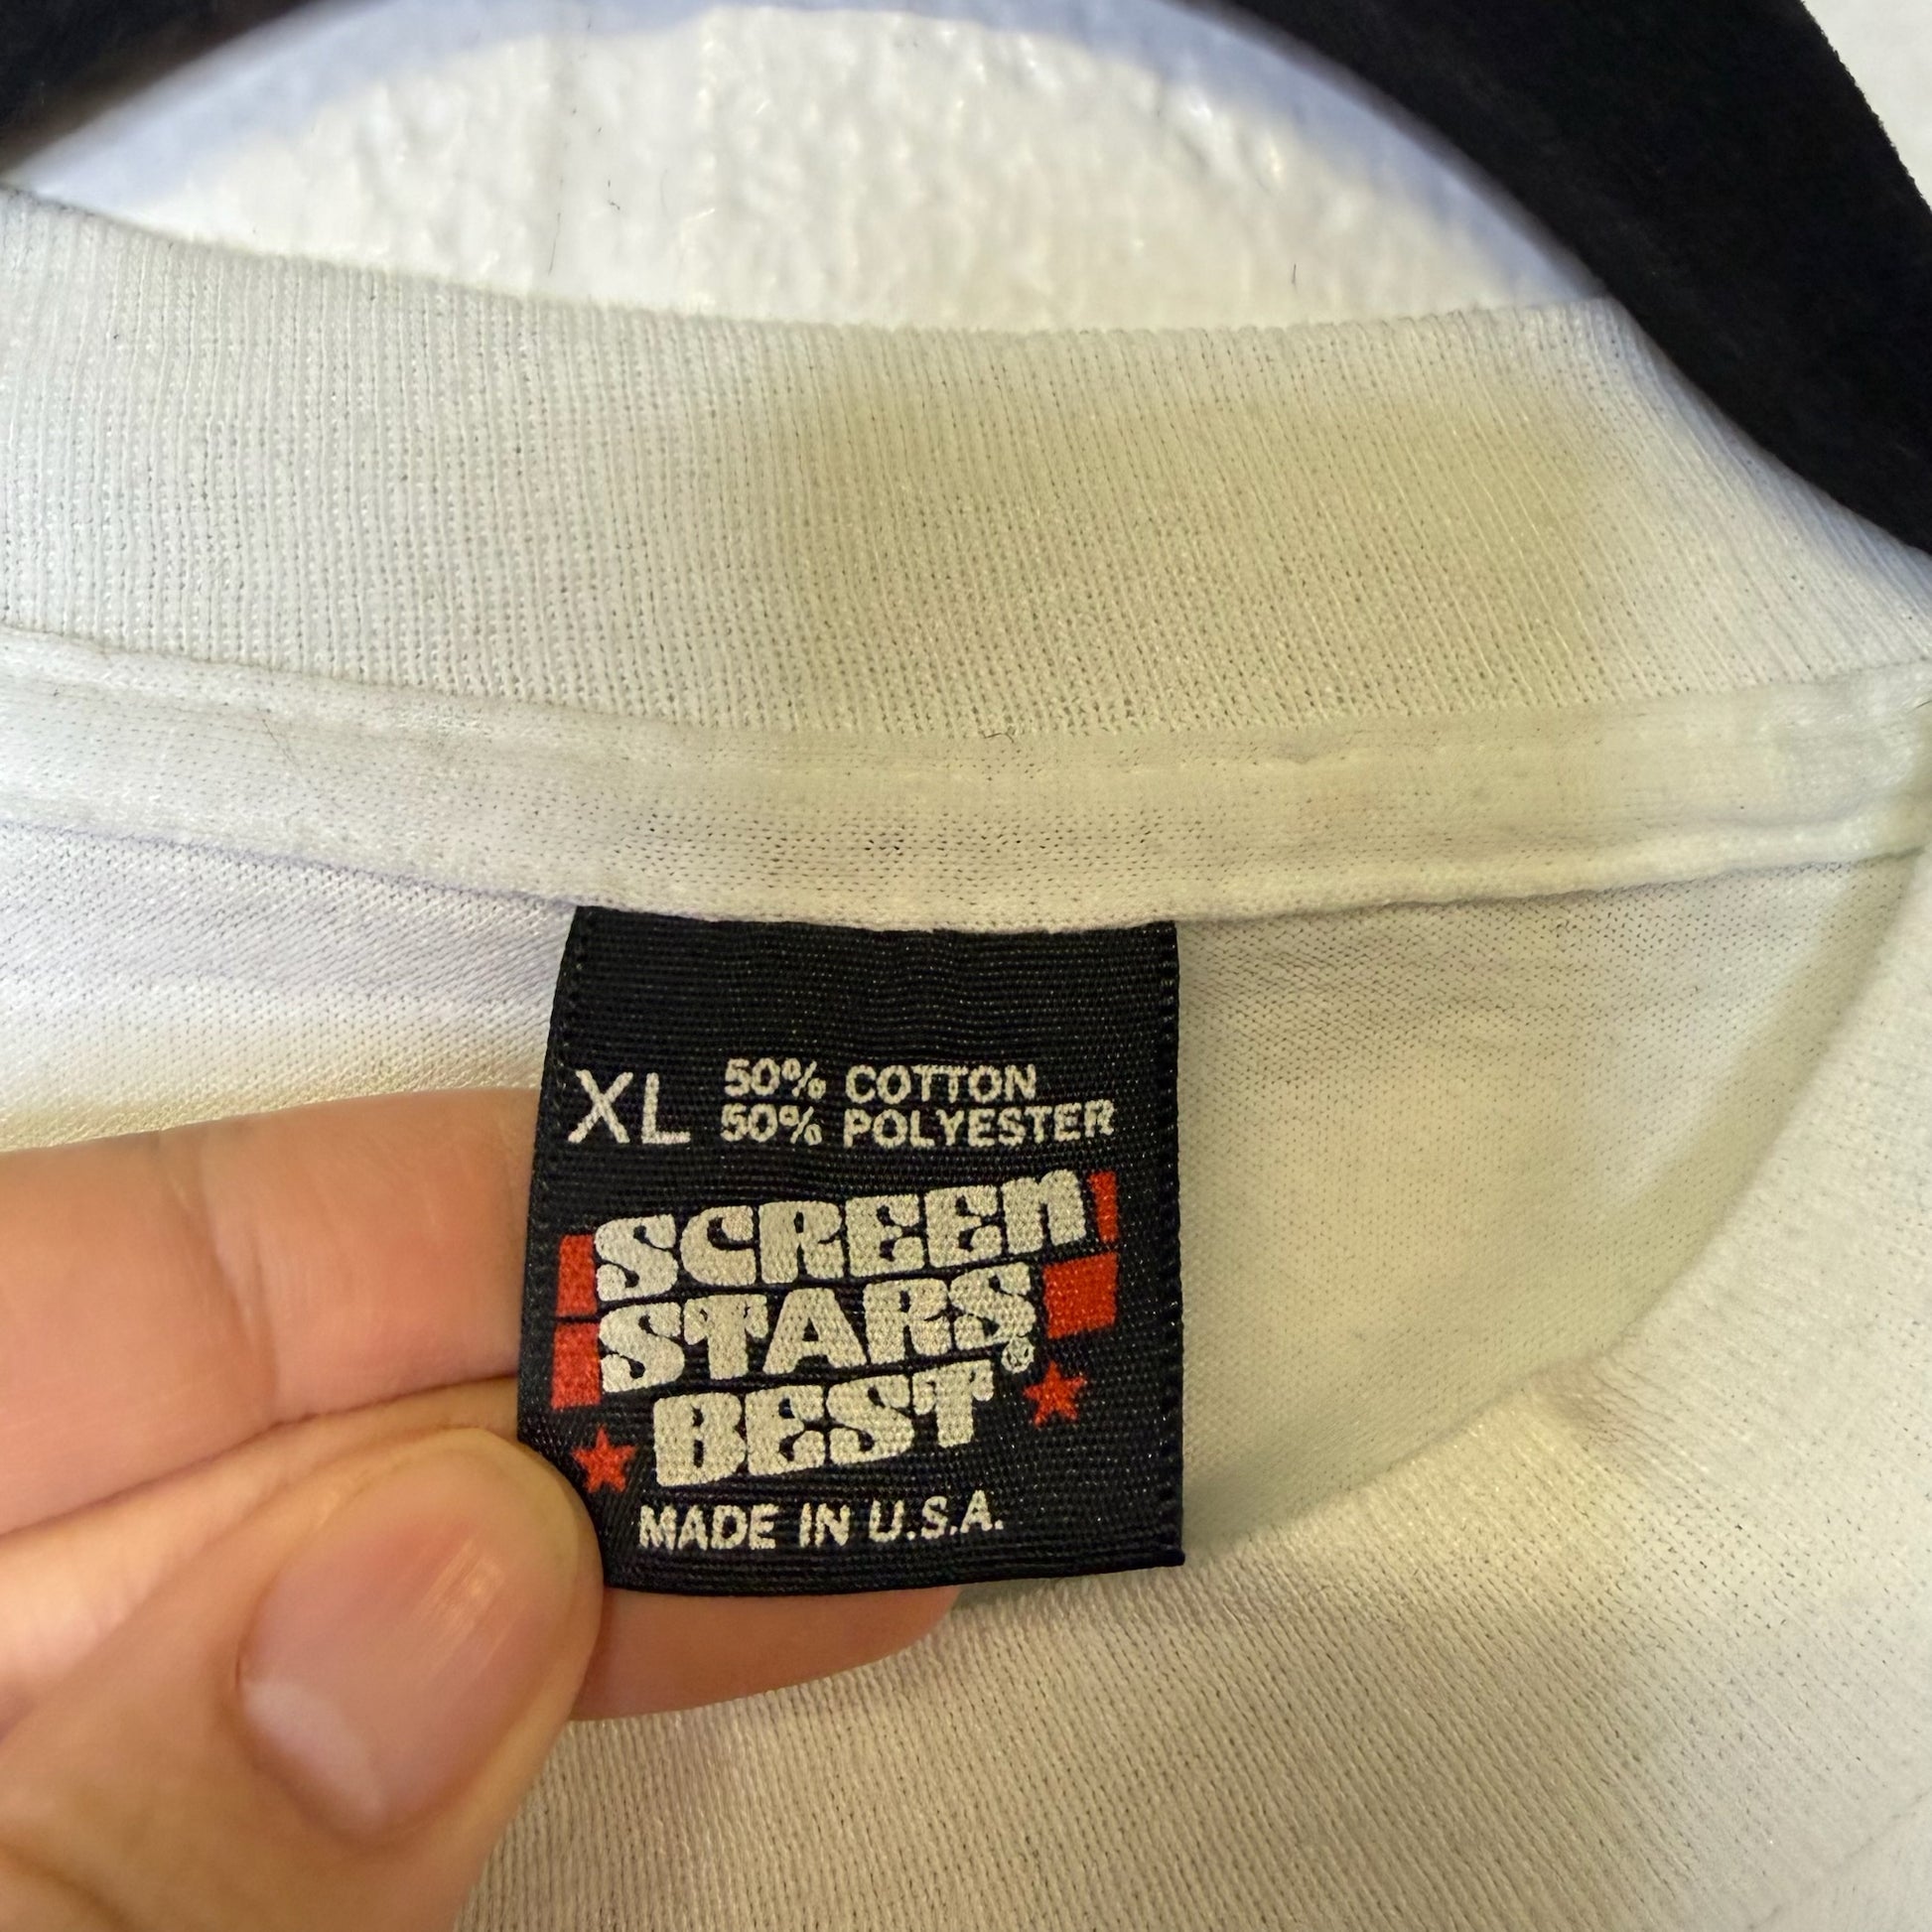 XL 50% COTTON
50% POLYESTER
SCREEn
STARS®
BEST
MADE IN U.S.A.